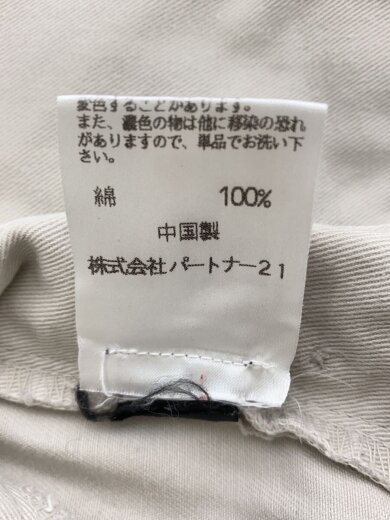 変色することがあります。
また、濃色の物は他に移染の恐れ
がありますので、単品でお洗い下
さい。
綿 100%
中国製
株式会社パートナー21